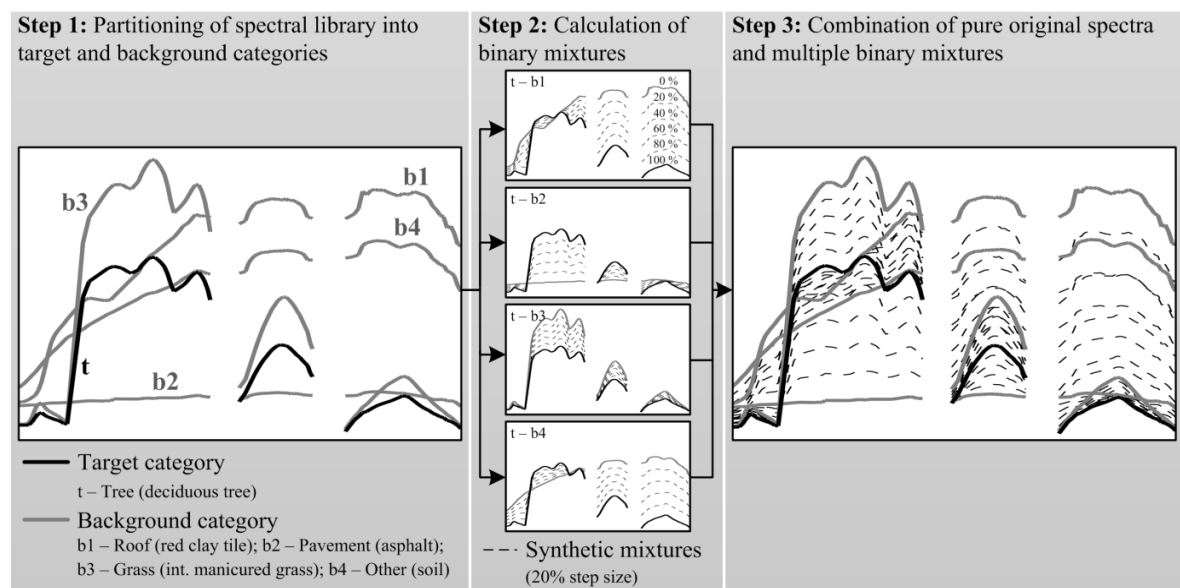 Step 1: Partitioning of spectral library into
target and background categories
b3
b1
b4
t
b2
Target category
t – Tree (deciduous tree)
Background category
b1 – Roof (red clay tile); b2 – Pavement (asphalt);
b3 – Grass (int. manicured grass); b4 – Other (soil)
Step 2: Calculation of
binary mixtures
t – b1
0 %
20 %
40 %
60 %
80 %
100 %
t – b2
t – b3
t – b4
Synthetic mixtures
(20% step size)
Step 3: Combination of pure original spectra
and multiple binary mixtures